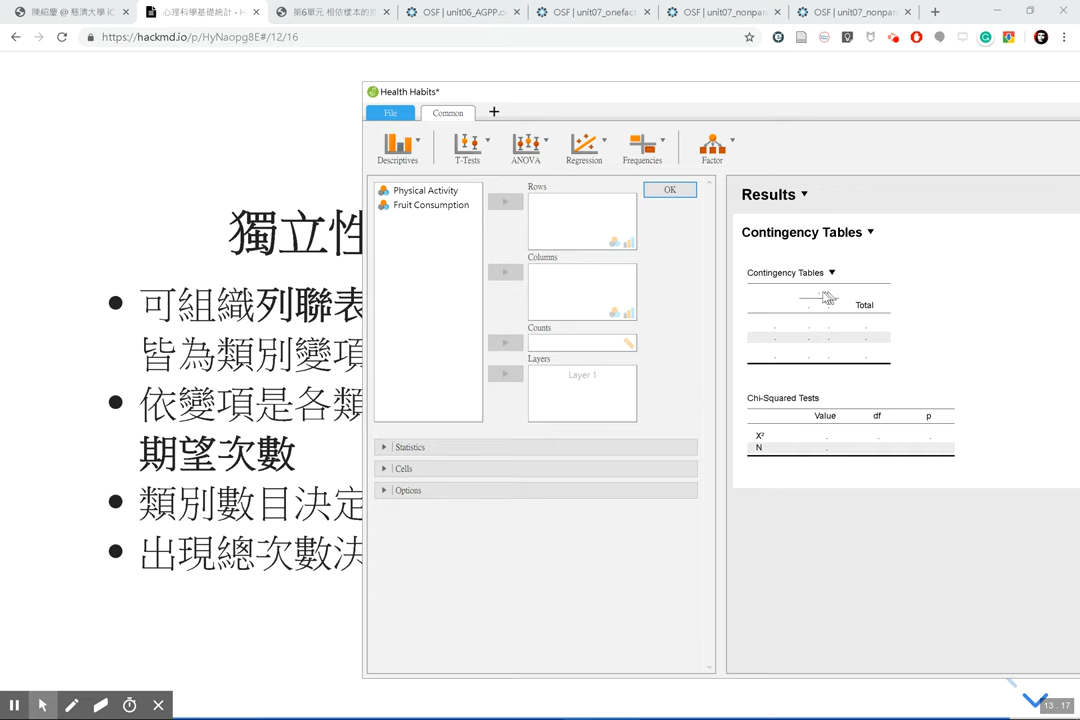 陳紹慶 @ 慈濟大學 iC
心理科學基礎統計 - H
第6單元 相依樣本的
OSF | unit06_AGPP.o
OSF | unit07_onefac
OSF | unit07_nonpar
OSF | unit07_nonpar
https://hackmd.io/p/HyNaopg8E#/12/16
獨立性
可組織列聯表
皆為類別變項
依變項是各類
期望次數
類別數目決定
出現總次數決
Health Habits*
File
Common
Descriptives
T-Tests
ANOVA
Regression
Frequencies
Factor
Physical Activity
Fruit Consumption
Rows
OK
Columns
Counts
Layers
Layer 1
Statistics
Cells
Options
Results
Contingency Tables
Contingency Tables
Total
Chi-Squared Tests
Value df p
X²
N
13 . 17